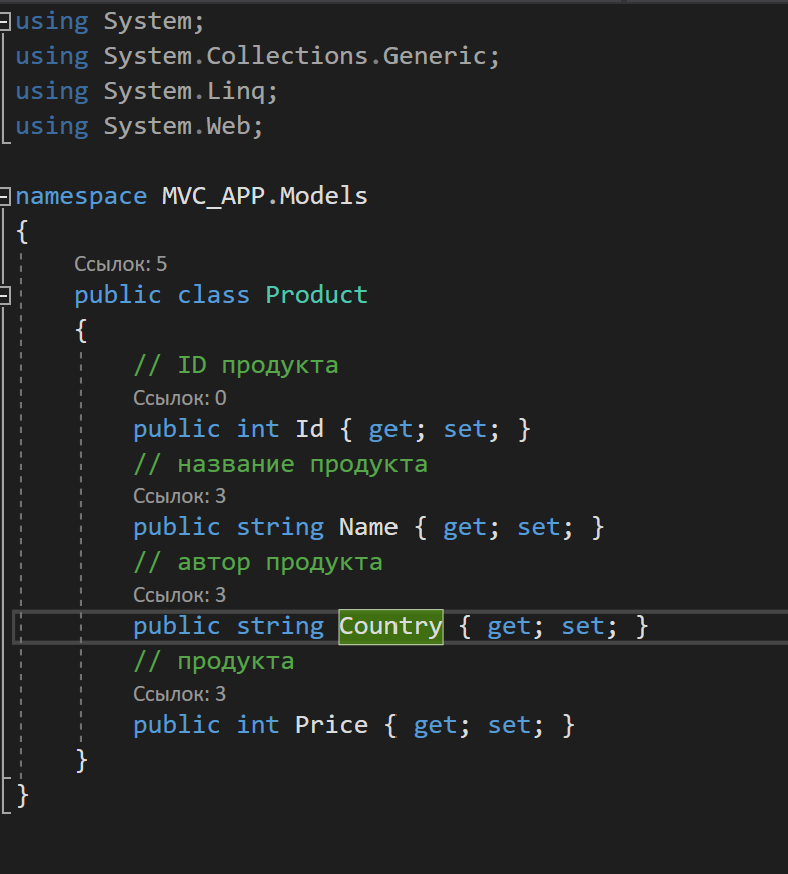 using System;
using System.Collections.Generic;
using System.Linq;
using System.Web;
namespace MVC_APP.Models
{
Ссылок: 5
public class Product
{
// ID продукта
Ссылок: 0
public int Id { get; set; }
// название продукта
Ссылок: 3
public string Name { get; set; }
// автор продукта
Ссылок: 3
public string Country { get; set; }
// продукта
Ссылок: 3
public int Price { get; set; }
}
}